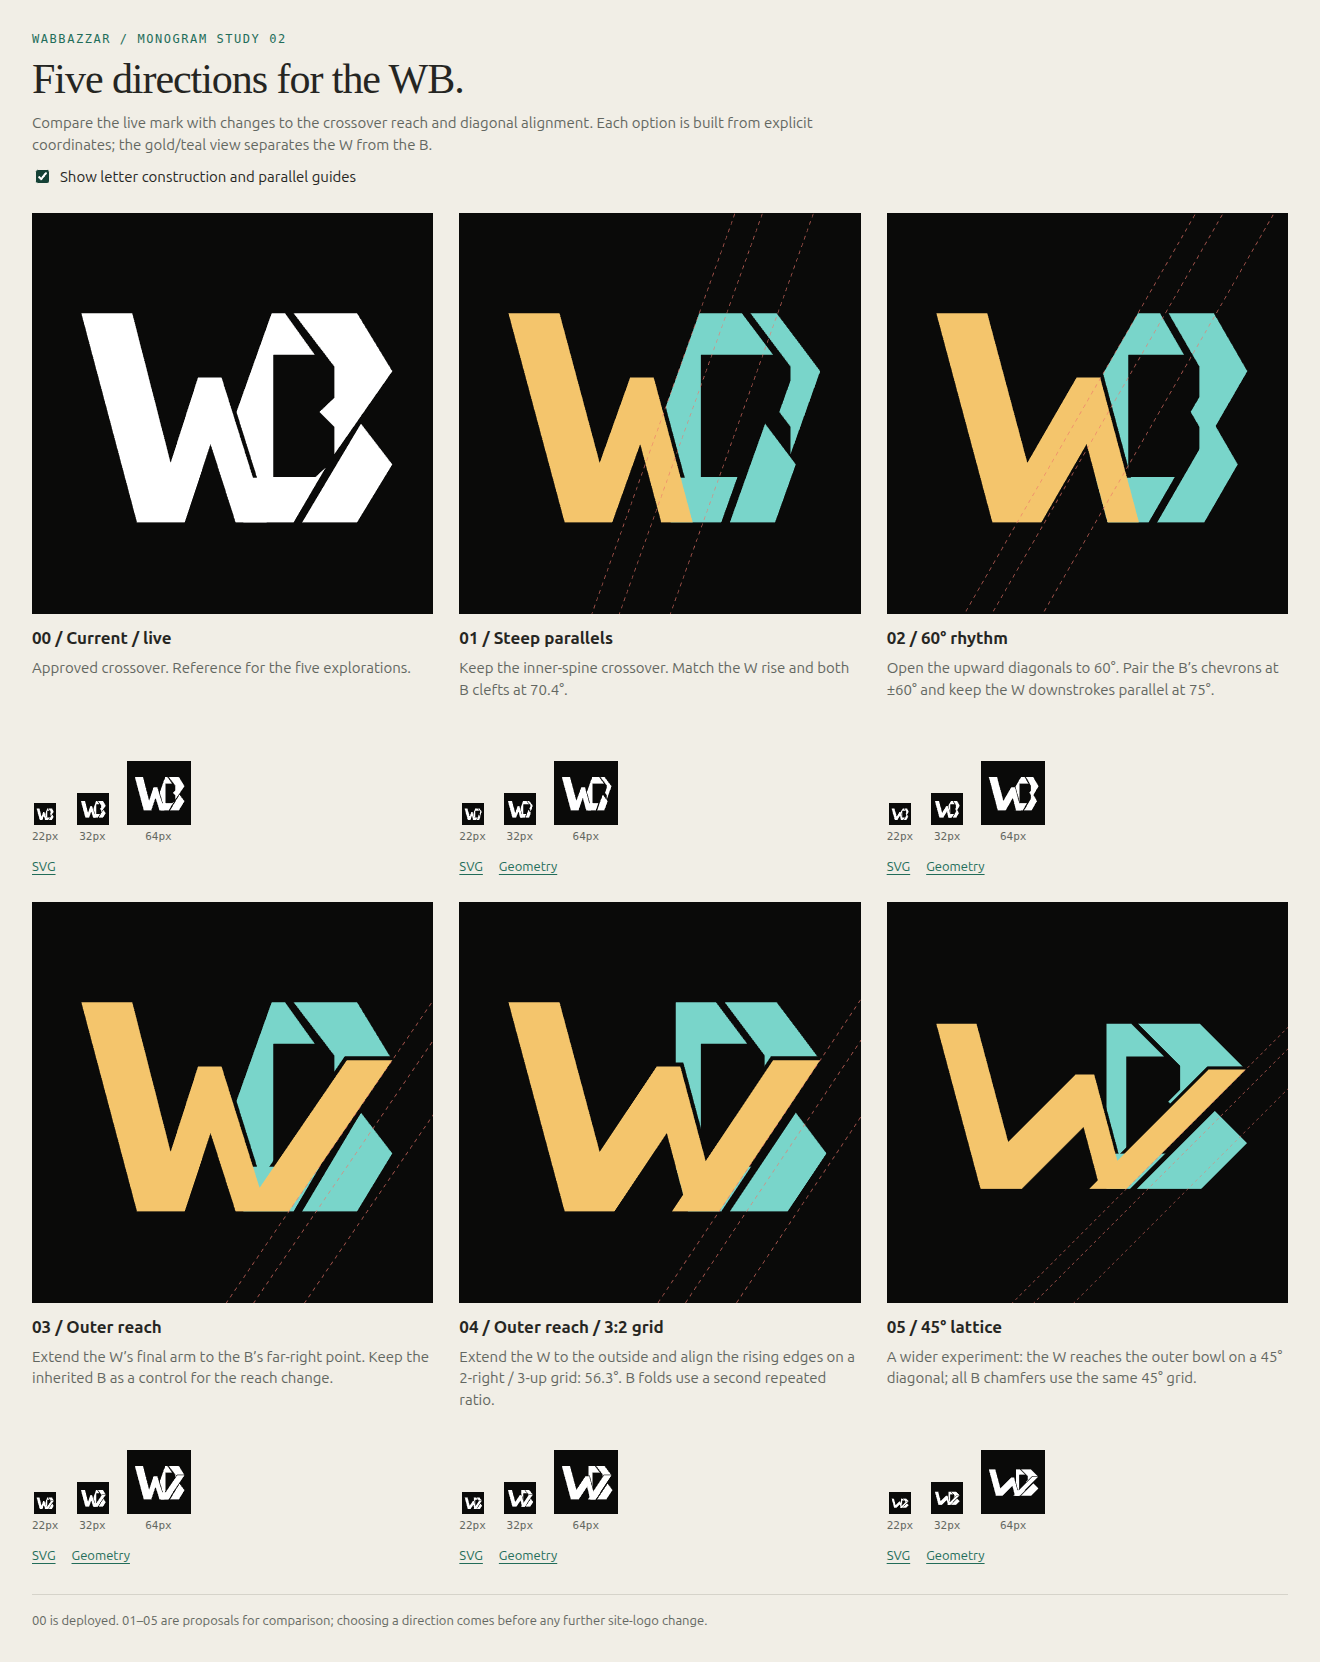 WABBAZZAR / MONOGRAM STUDY 02
Five directions for the WB.
Compare the live mark with changes to the crossover reach and diagonal alignment. Each option is built from explicit
coordinates; the gold/teal view separates the W from the B.
Show letter construction and parallel guides
00 / Current / live
Approved crossover. Reference for the five explorations.
22px 32px 64px
SVG
01 / Steep parallels
Keep the inner-spine crossover. Match the W rise and both
B clefts at 70.4°.
22px 32px 64px
SVG Geometry
02 / 60° rhythm
Open the upward diagonals to 60°. Pair the B’s chevrons at
±60° and keep the W downstrokes parallel at 75°.
22px 32px 64px
SVG Geometry
03 / Outer reach
Extend the W’s final arm to the B’s far-right point. Keep the
inherited B as a control for the reach change.
22px 32px 64px
SVG Geometry
04 / Outer reach / 3:2 grid
Extend the W to the outside and align the rising edges on a
2-right / 3-up grid: 56.3°. B folds use a second repeated
ratio.
22px 32px 64px
SVG Geometry
05 / 45° lattice
A wider experiment: the W reaches the outer bowl on a 45°
diagonal; all B chamfers use the same 45° grid.
22px 32px 64px
SVG Geometry
00 is deployed. 01–05 are proposals for comparison; choosing a direction comes before any further site-logo change.